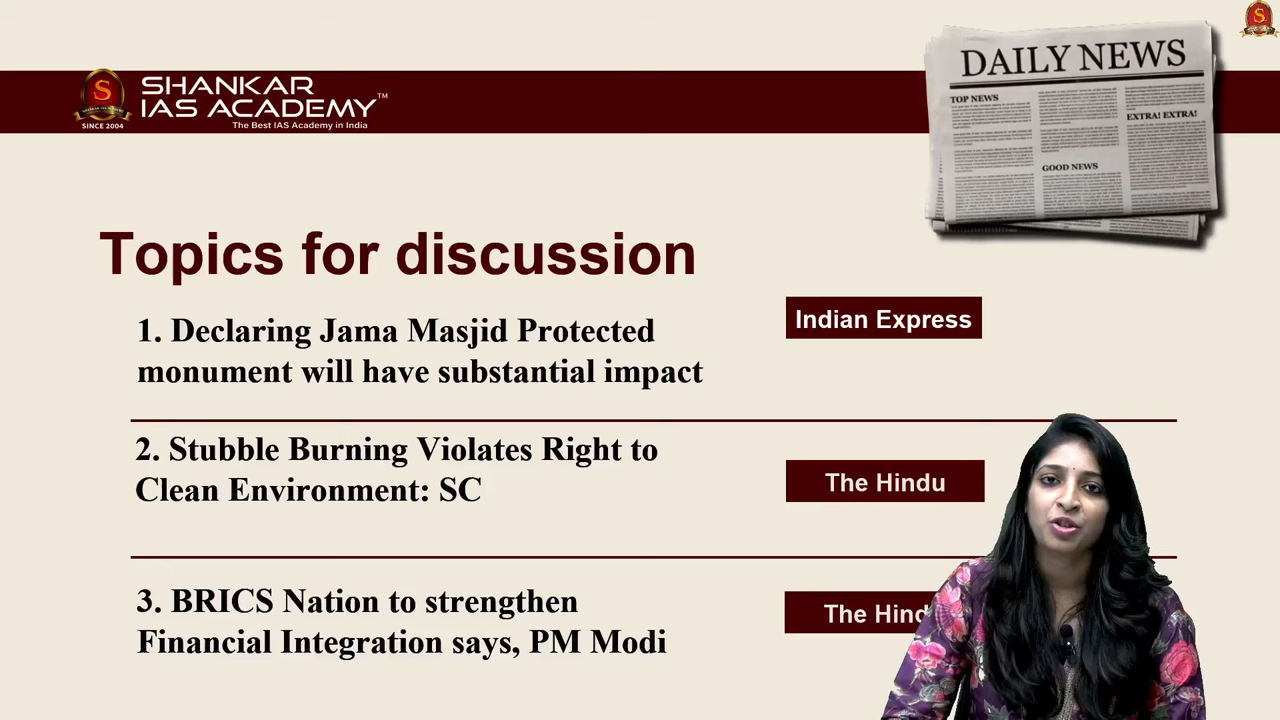 SHANKAR
IAS ACADEMY™
The Best IAS Academy in India
SINCE 2004
S
DAILY NEWS
TOP NEWS
EXTRA! EXTRA!
GOOD NEWS
Topics for discussion
1. Declaring Jama Masjid Protected
monument will have substantial impact
Indian Express
2. Stubble Burning Violates Right to
Clean Environment: SC
The Hindu
3. BRICS Nation to strengthen
Financial Integration says, PM Modi
The Hind